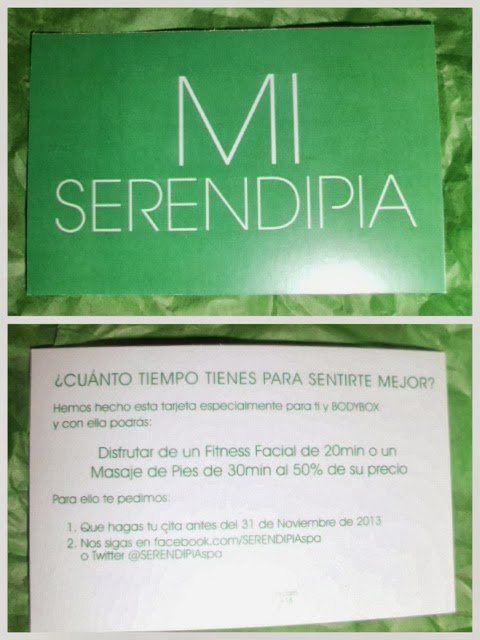 MI
SERENDIPIA
¿CUÁNTO TIEMPO TIENES PARA SENTIRTE MEJOR?
Hemos hecho esta tarjeta especialmente para ti y BODYBOX
y con ella podrás:
Disfrutar de un Fitness Facial de 20min o un
Masaje de Pies de 30min al 50% de su precio
Para ello te pedimos:
1. Que hagas tu cita antes del 31 de Noviembre de 2013
2. Nos sigas en facebook.com/SERENDIPIAspa
o Twitter @SERENDIPIAspa